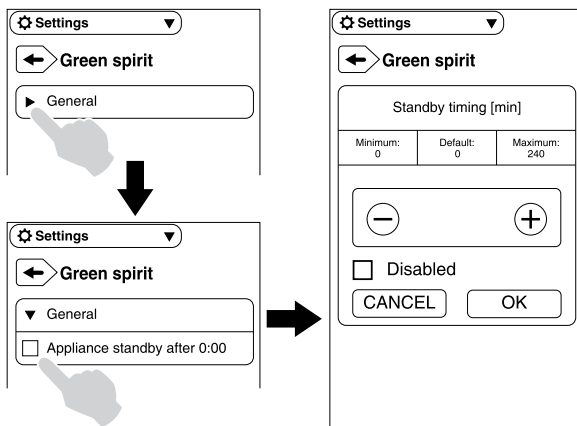 Settings
Green spirit
General
Settings
Green spirit
General
Appliance standby after 0:00
Settings
Green spirit
Standby timing [min]
Minimum: Default: Maximum:
0 0 240
Disabled
CANCEL OK